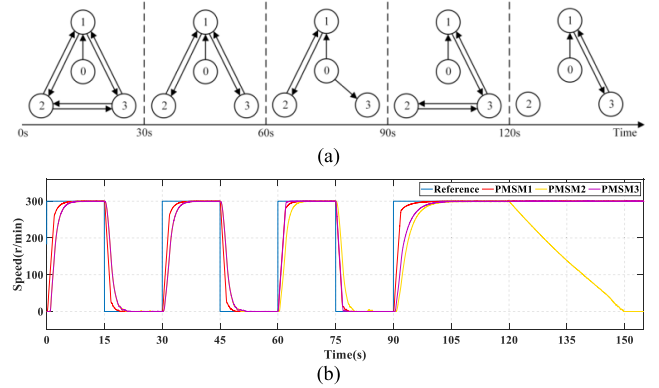 1 1 1 1 1
0 0 0 0 0
2 3 2 3 2 3 2 3 2 3
0s 30s 60s 90s 120s Time
(a)
Reference PMSM1 PMSM2 PMSM3
Speed(r/min)
300
200
100
0
0 15 30 45 60 75 90 105 120 135 150
Time(s)
(b)